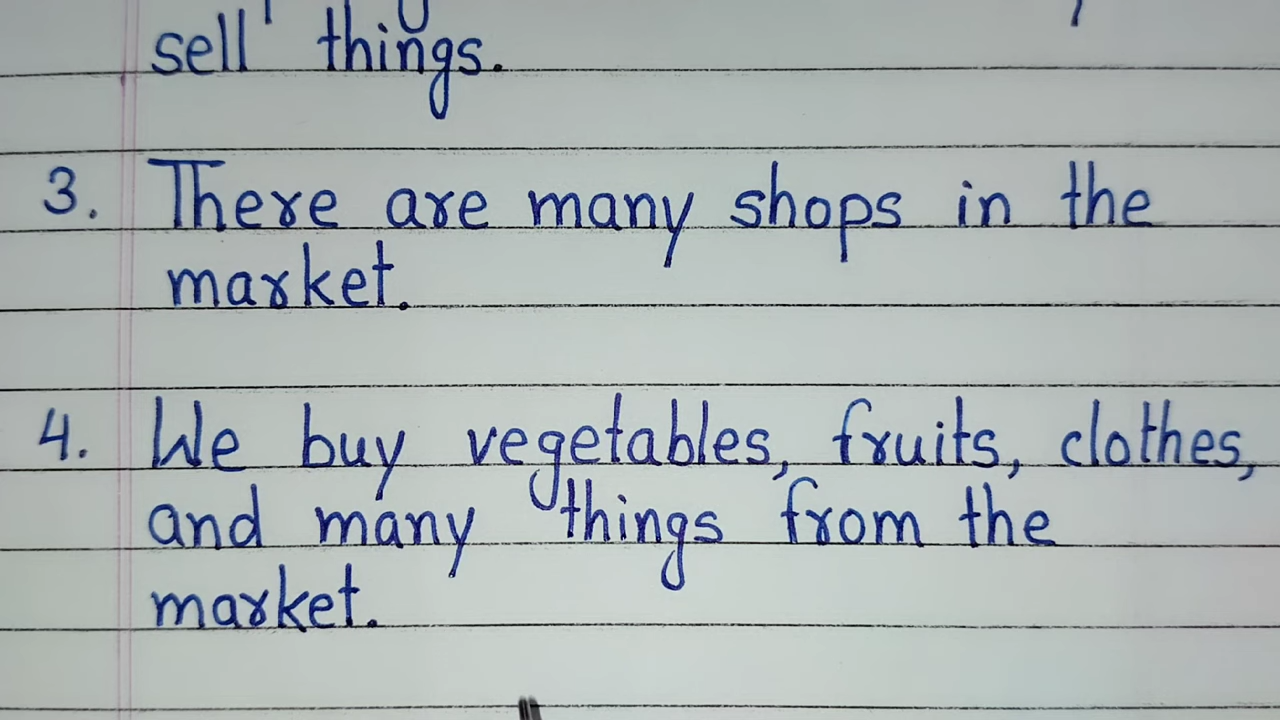 sell things.
3. There are many shops in the
market.
4. We buy vegetables, fruits, clothes,
and many things from the
market.